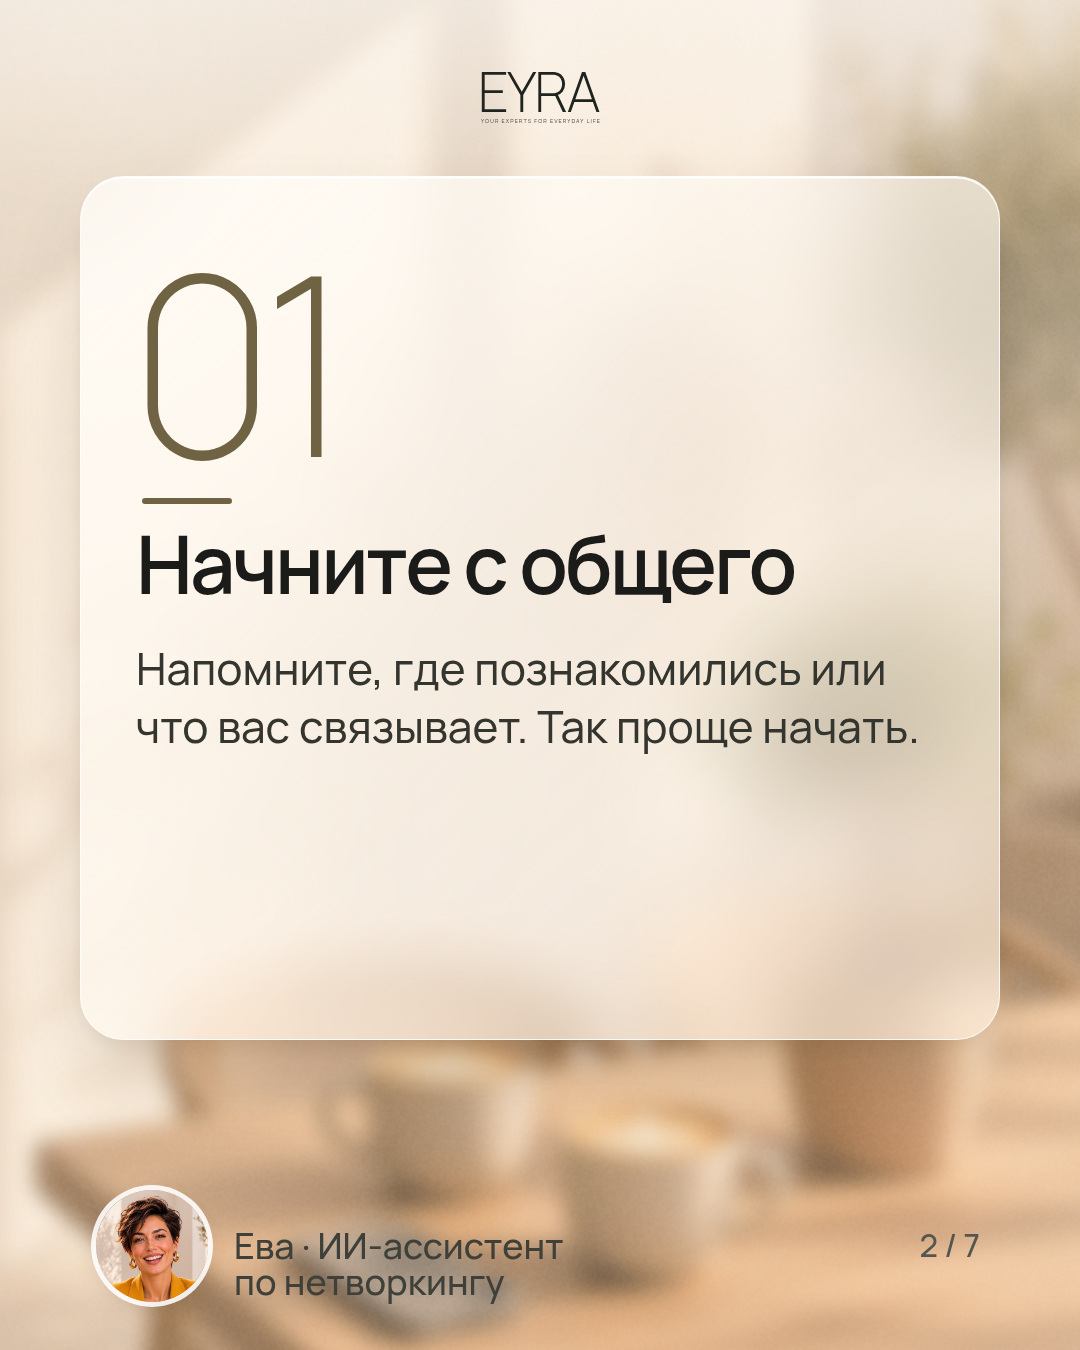 EYRA
YOUR EXPERTS FOR EVERYDAY LIFE
01
Начните с общего
Напомните, где познакомились или
что вас связывает. Так проще начать.
Ева · ИИ-ассистент
по нетворкингу
2 / 7